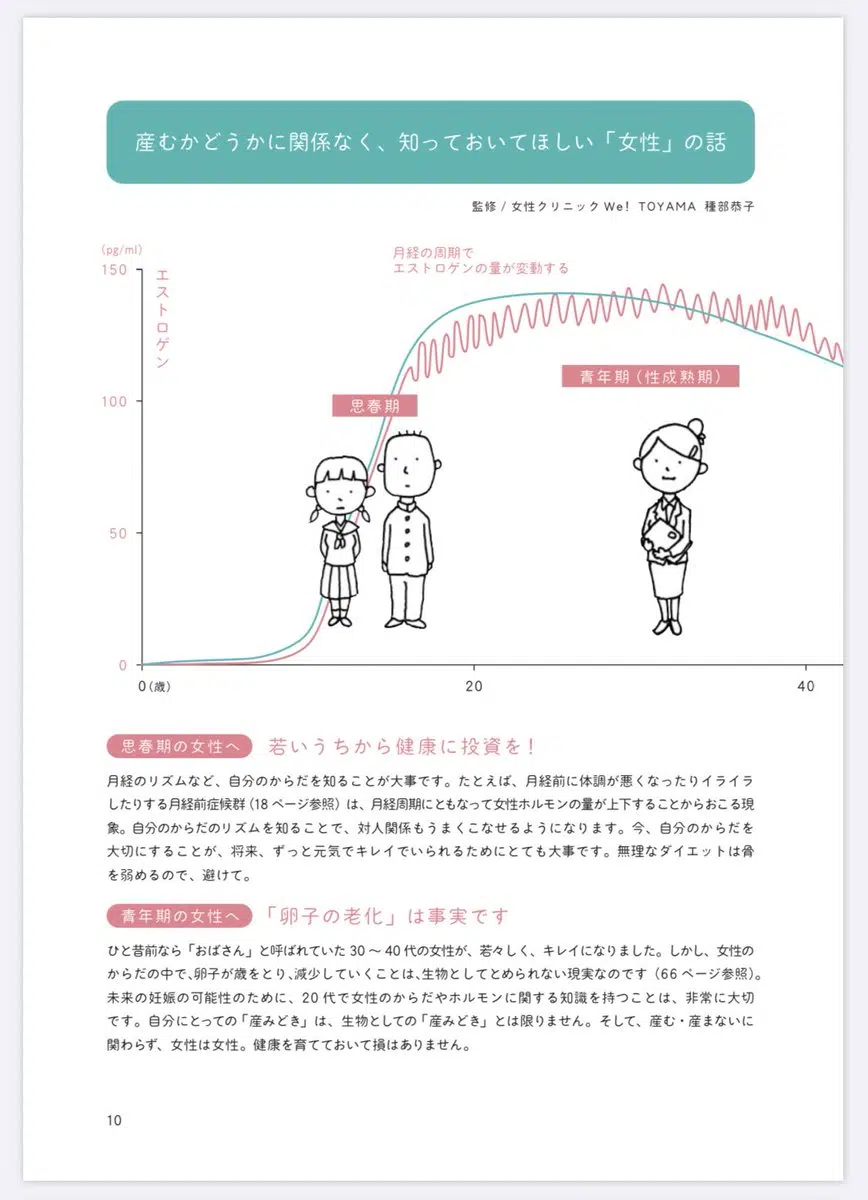 産むかどうかに関係なく、知っておいてほしい「女性」の話
監修 / 女性クリニック We! TOYAMA 種部恭子
(pg/ml)
150
エストロゲン
月経の周期で
エストロゲンの量が変動する
青年期(性成熟期)
100
思春期
50
0
0(歳)
20
40
思春期の女性へ 若いうちから健康に投資を!
月経のリズムなど、自分のからだを知ることが大事です。たとえば、月経前に体調が悪くなったりイライラ
したりする月経前症候群(18 ページ参照)は、月経周期にともなって女性ホルモンの量が上下することからおこる現
象。自分のからだのリズムを知ることで、対人関係もうまくこなせるようになります。今、自分のからだを
大切にすることが、将来、ずっと元気でキレイでいられるためにとても大事です。無理なダイエットは骨
を弱めるので、避けて。
青年期の女性へ 「卵子の老化」は事実です
ひと昔前なら「おばさん」と呼ばれていた 30 〜 40 代の女性が、若々しく、キレイになりました。しかし、女性の
からだの中で、卵子が歳をとり、減少していくことは、生物としてとめられない現実なのです(66 ページ参照)。
未来の妊娠の可能性のために、20 代で女性のからだやホルモンに関する知識を持つことは、非常に大切
です。自分にとっての「産みどき」は、生物としての「産みどき」とは限りません。そして、産む・産まないに
関わらず、女性は女性。健康を育てておいて損はありません。
10